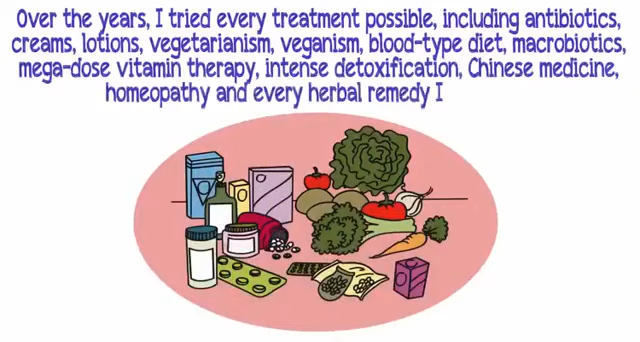 Over the years, I tried every treatment possible, including antibiotics,
creams, lotions, vegetarianism, veganism, blood-type diet, macrobiotics,
mega-dose vitamin therapy, intense detoxification, Chinese medicine,
homeopathy and every herbal remedy I